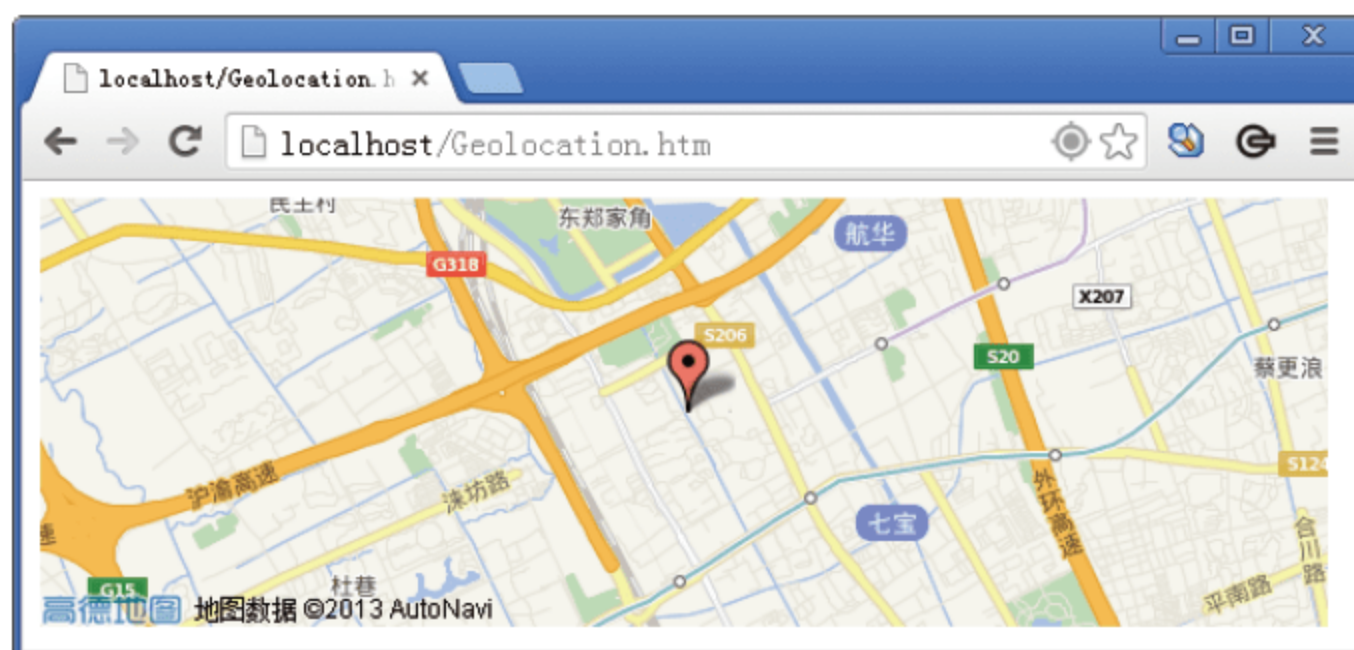 localhost/Geolocation.h
localhost/Geolocation.htm
民主村
东郑家角
航华
G318
X207
S206
S20
蔡更浪
沪渝高速
涞坊路
外环高速
S124
七宝
速
合川路
G15
杜巷
平南路
高德地图 地图数据 ©2013 AutoNavi